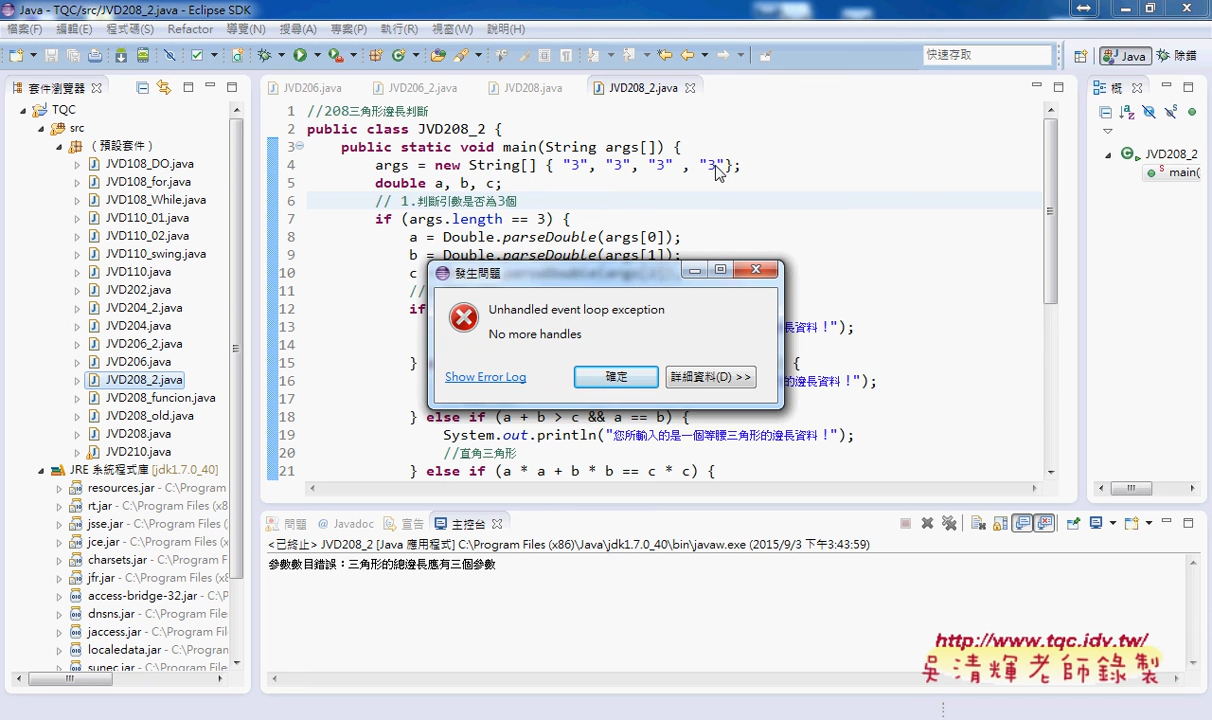 Java - TQC/src/JVD208_2.java - Eclipse SDK
檔案(F) 編輯(E) 程式碼(S) Refactor 導覽(N) 搜尋(A) 專案(P) 執行(R) 視窗(W) 說明(H)
快速存取
Java
除錯
套件瀏覽器
JVD206.java
JVD206_2.java
JVD208.java
JVD208_2.java
概
TQC
src
（預設套件）
JVD108_DO.java
JVD108_for.java
JVD108_While.java
JVD110_01.java
JVD110_02.java
JVD110_swing.java
JVD110.java
JVD202.java
JVD204_2.java
JVD204.java
JVD206_2.java
JVD206.java
JVD208_2.java
JVD208_funcion.java
JVD208_old.java
JVD208.java
JVD210.java
JRE 系統程式庫 [jdk1.7.0_40]
resources.jar - C:\Program
rt.jar - C:\Program Files (x8
jsse.jar - C:\Program Files
jce.jar - C:\Program Files (
charsets.jar - C:\Program
jfr.jar - C:\Program Files (x
access-bridge-32.jar - C:\P
dnsns.jar - C:\Program File
jaccess.jar - C:\Program Fil
localedata.jar - C:\Progran
sunec.jar - C:\Program Files
1 //208三角形邊長判斷
2 public class JVD208_2 {
3 public static void main(String args[]) {
4 args = new String[] { "3", "3", "3" , "3"};
5 double a, b, c;
6 // 1.判斷引數是否為3個
7 if (args.length == 3) {
8 a = Double.parseDouble(args[0]);
9 b = Double.parseDouble(args[1]);
10 c
11 //
12 if
13 長資料！");
14
15 } {
16 的邊長資料！");
17
18 } else if (a + b > c && a == b) {
19 System.out.println("您所輸入的是一個等腰三角形的邊長資料！");
20 //直角三角形
21 } else if (a * a + b * b == c * c) {
JVD208_2
main(
發生問題
Unhandled event loop exception
No more handles
Show Error Log
確定
詳細資料(D) >>
問題
@ Javadoc
宣告
主控台
<已終止> JVD208_2 [Java 應用程式] C:\Program Files (x86)\Java\jdk1.7.0_40\bin\javaw.exe (2015/9/3 下午3:43:59)
參數數目錯誤：三角形的總邊長應有三個參數
http://www.tqc.idv.tw/
吳清輝老師錄製